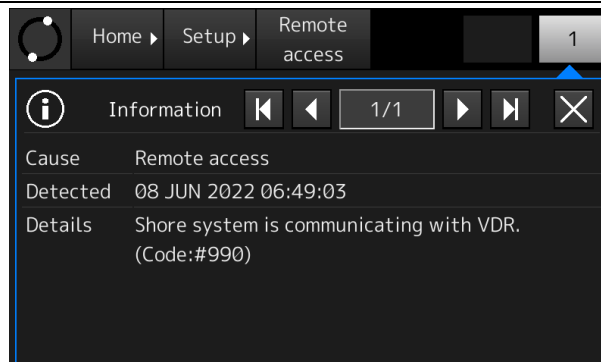 Home Setup Remote access 1
Information 1/1
Cause Remote access
Detected 08 JUN 2022 06:49:03
Details Shore system is communicating with VDR.
(Code:#990)